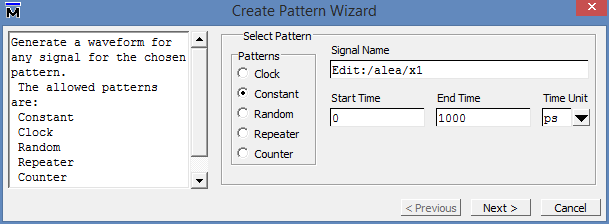 Create Pattern Wizard
Generate a waveform for
any signal for the chosen
pattern.
The allowed patterns
are:
Constant
Clock
Random
Repeater
Counter
Select Pattern
Patterns
Clock
Constant
Random
Repeater
Counter
Signal Name
Edit:/alea/x1
Start Time End Time Time Unit
0 1000 ps
< Previous Next > Cancel